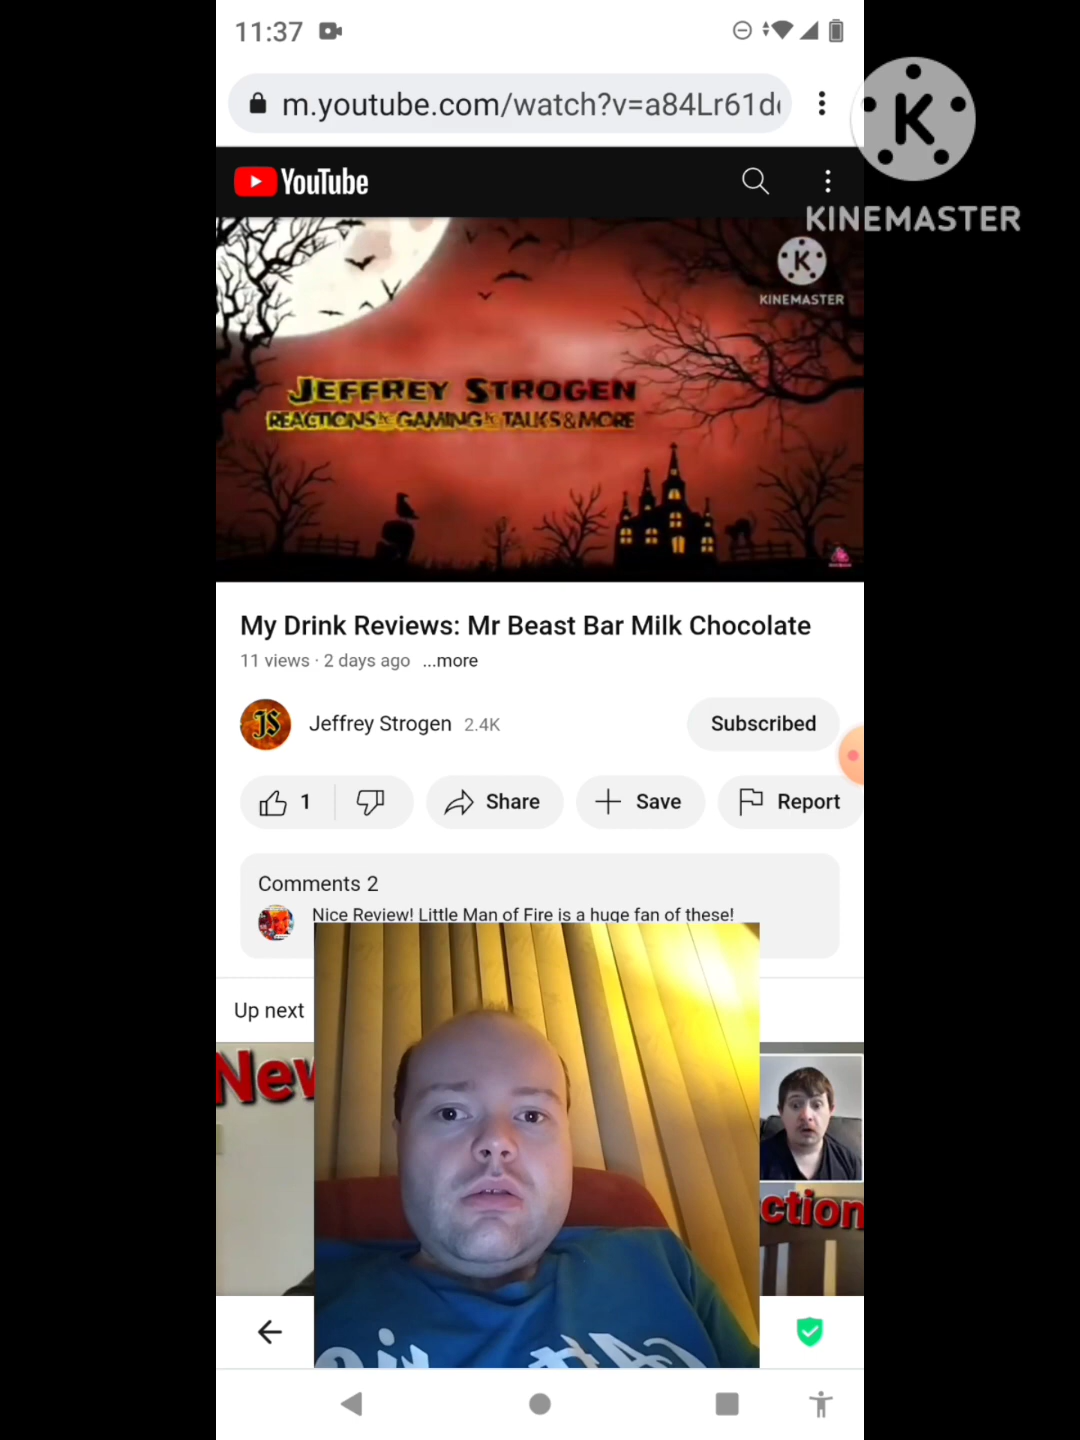 11:37
m.youtube.com/watch?v=a84Lr61d
K
KINEMASTER
YouTube
K
KINEMASTER
JEFFREY STROGEN
REACTIONS GAMING TALKS & MORE
My Drink Reviews: Mr Beast Bar Milk Chocolate
11 views · 2 days ago ...more
JS
Jeffrey Strogen 2.4K
Subscribed
1
Share
Save
Report
Comments 2
Nice Review! Little Man of Fire is a huge fan of these!
Up next
New
ction